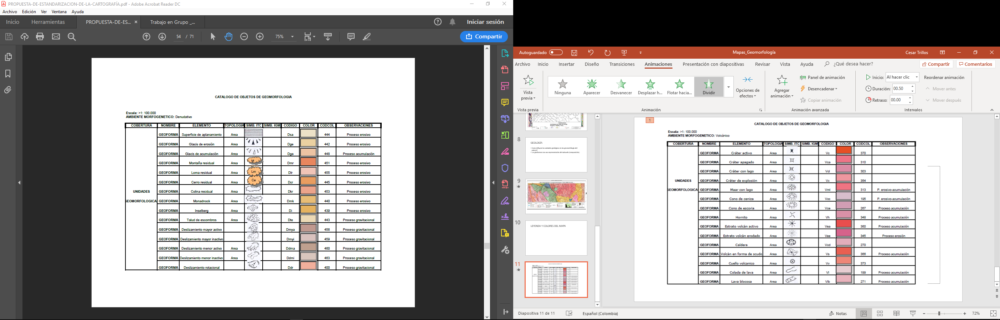 PROPUESTA-DE-ESTANDARIZACION-DE-LA-CARTOGRAFÍA.pdf - Adobe Acrobat Reader DC
Archivo Edición Ver Ventana Ayuda
Inicio Herramientas PROPUESTA-DE-ES... × Trabajo en Grupo _... Iniciar sesión
54 / 71 75% Compartir
CATALOGO DE OBJETOS DE GEOMORFOLOGIA
Escala: >1: 100.000
AMBIENTE MORFOGENETICO: Denudativo
COBERTURA NOMBRE ELEMENTO TOPOLOGIA SIMB. ITC SIMB. IGM CODIGO COLOR CODCOL OBSERVACIONES
GEOFORMA Superficie de aplanamiento Area Dsa 444 Proceso erosivo
GEOFORMA Glacis de erosión Area Dge 442 Proceso erosivo
GEOFORMA Glacis de acumulación Area Dga 448 Proceso acumulación
GEOFORMA Montaña residual Area M Dmr 451 Proceso erosivo
GEOFORMA Loma residual Area Lm Dlr 455 Proceso erosivo
GEOFORMA Cerro residual Area Ce Dcr 445 Proceso erosivo
UNIDADES GEOFORMA Colina residual Area Dkr 453 Proceso erosivo
GEOMORFOLOGICA GEOFORMA Monadnock Area Dmk 440 Proceso erosivo
GEOFORMA Inselberg Area Di 439 Proceso erosivo
GEOFORMA Talud de escombros Area Dte 443 Proceso gravitacional
GEOFORMA Deslizamiento mayor activo Dmya 456 Proceso gravitacional
GEOFORMA Deslizamiento mayor inactivo Dmyi 459 Proceso gravitacional
GEOFORMA Deslizamiento menor activo Area Ddma 460 Proceso gravitacional
GEOFORMA Deslizamiento menor inactivo Area Ddmi 463 Proceso gravitacional
GEOFORMA Deslizamiento rotacional Ddr 400 Proceso gravitacional
Autoguardado Mapas_Geomorfología Cesar Trillos
Archivo Inicio Insertar Diseño Transiciones Animaciones Presentación con diapositivas Revisar Vista Ayuda ¿Qué desea hacer? Compartir Comentarios
Vista previa
Ninguna Aparecer Desvanecer Desplazar h... Flotar hacia... Dividir
Opciones de efectos
Agregar animación
Panel de animación
Desencadenar
Copiar animación
Inicio: Al hacer clic
Duración: 00.50
Retraso: 00.00
Reordenar animación
Mover antes
Mover después
Vista previa Animación Animación avanzada Intervalos
8
GEOLOGÍA
• Como influyen las unidades geológicas en las geomorfología del paisaje?
• Las geoformas son una representación del subsuelo (composición)
9
10
LEYENDA Y COLORES DEL MAPA
11
1
CATALOGO DE OBJETOS DE GEOMORFOLOGIA
Escala: >1: 100.000
AMBIENTE MORFOGENETICO: Volcánico
COBERTURA NOMBRE ELEMENTO TOPOLOGIA SIMB. ITC SIMB. IGM CODIGO COLOR CODCOL OBSERVACIONES
GEOFORMA Cráter activo Area Vc 370
GEOFORMA Cráter apagado Area Vca 310
GEOFORMA Cráter con lago Area Vcl 303
UNIDADES GEOFORMA Cráter de explosión Area Vx 354
GEOMORFOLOGICAS GEOFORMA Maar con lago Area Vml 313 P. erosivo-acumulación
GEOFORMA Cono de ceniza Area Vcc 195 P. erosivo-acumulación
GEOFORMA Cono de escoria Area Vce 267 Proceso acumulación
GEOFORMA Hornito Area Vh 348 Proceso acumulación
GEOFORMA Estrato volcán activo Area Vea 360 Proceso acumulación
GEOFORMA Estrato volcán erodado Area Vee 345 Proceso erosión
GEOFORMA Caldera Area Vcd 270
GEOFORMA Volcán en forma de scudo Area Vs 366 Proceso acumulación
GEOFORMA Cuello volcanico Area Vv 373
GEOFORMA Colada de lava Area Vl 199 Proceso acumulación
GEOFORMA Lava blocosa Area Vlb 271 Proceso acumulación
Diapositiva 11 de 11 Español (Colombia) Notas 72%